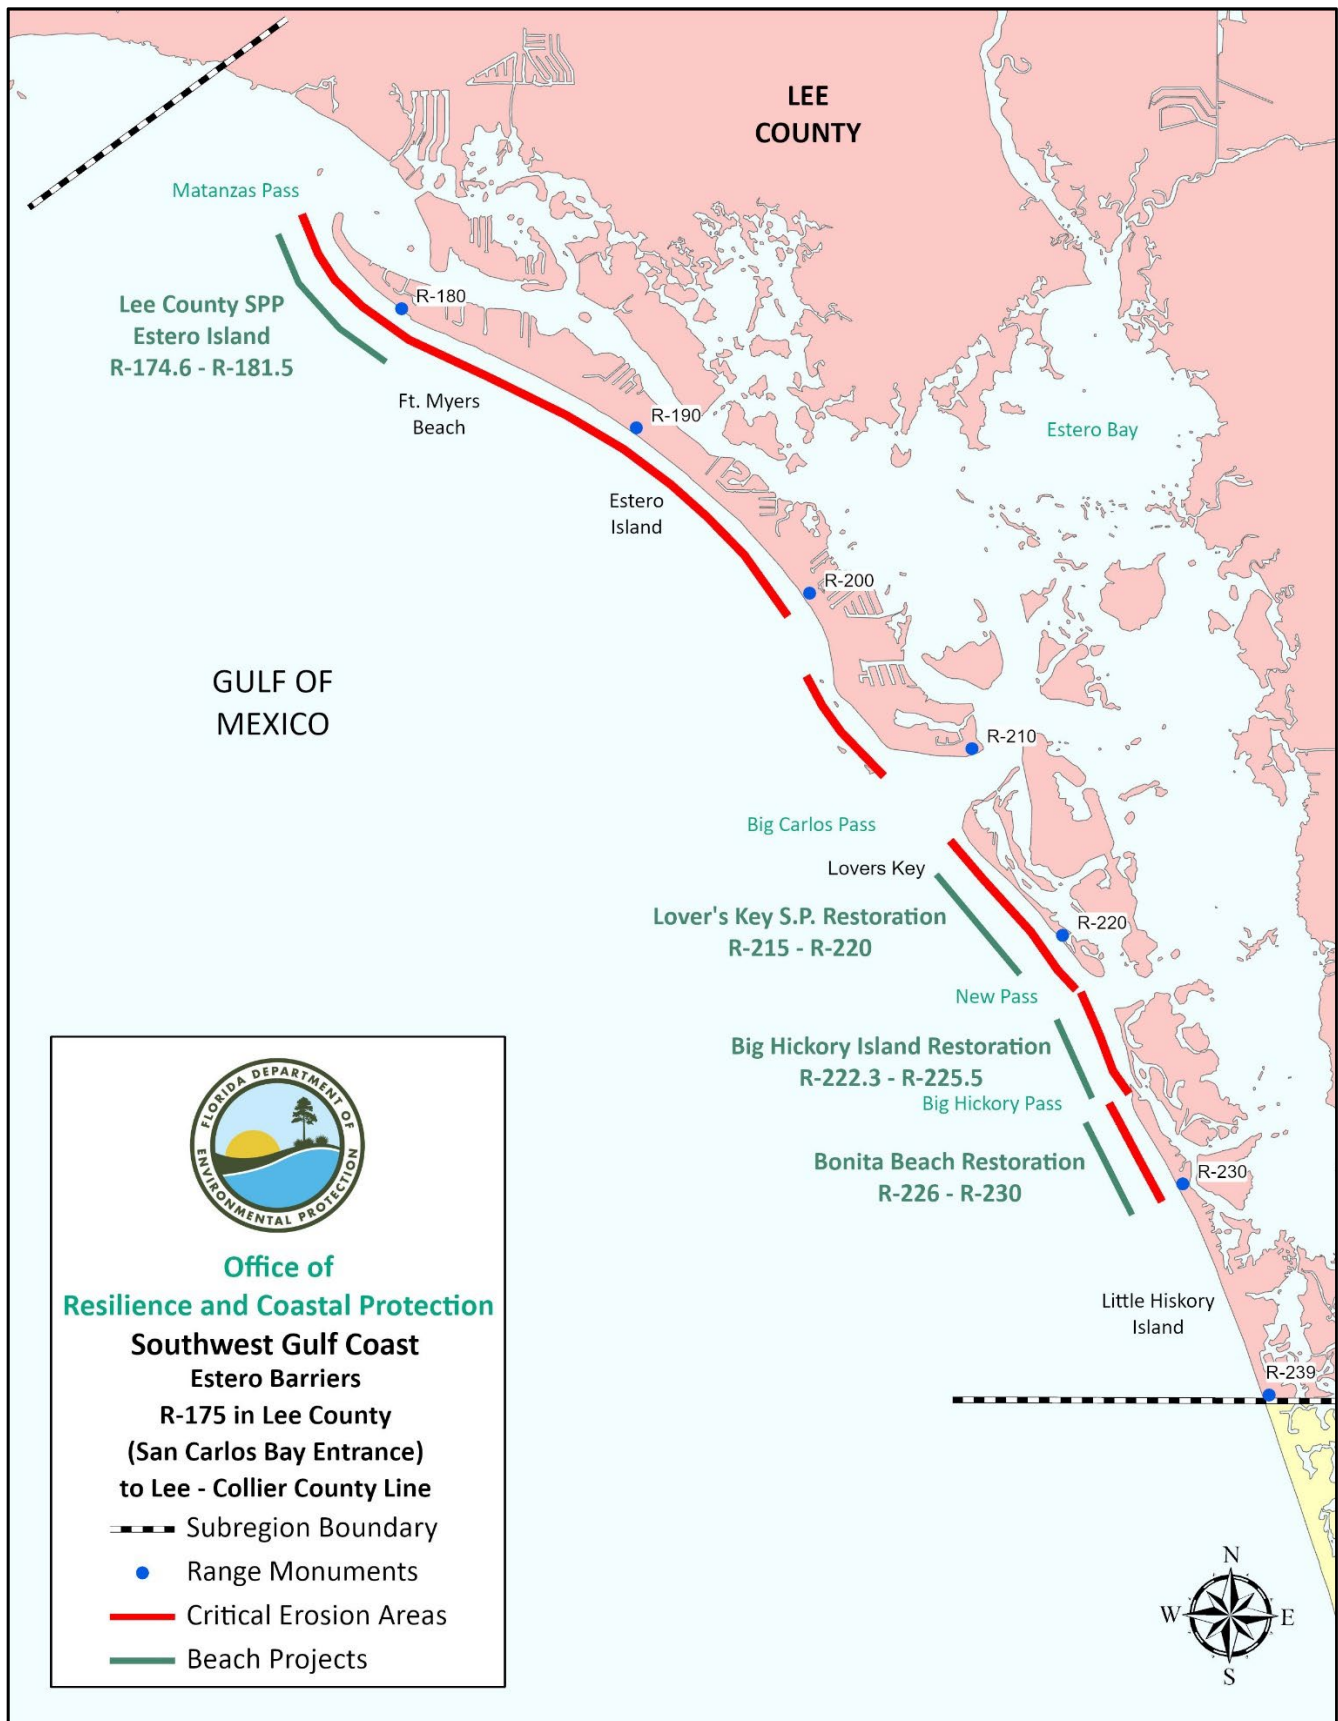 LEE
COUNTY
Matanzas Pass
R-180
Lee County SPP
Estero Island
R-174.6 - R-181.5
Ft. Myers
Beach
R-190
Estero Bay
Estero
Island
R-200
GULF OF
MEXICO
R-210
Big Carlos Pass
Lovers Key
Lover's Key S.P. Restoration
R-215 - R-220
R-220
New Pass
Big Hickory Island Restoration
R-222.3 - R-225.5
Big Hickory Pass
Bonita Beach Restoration
R-226 - R-230
R-230
Little Hiskory
Island
R-239
FLORIDA DEPARTMENT OF
ENVIRONMENTAL PROTECTION
Office of
Resilience and Coastal Protection
Southwest Gulf Coast
Estero Barriers
R-175 in Lee County
(San Carlos Bay Entrance)
to Lee - Collier County Line
Subregion Boundary
Range Monuments
Critical Erosion Areas
Beach Projects
N
W
E
S